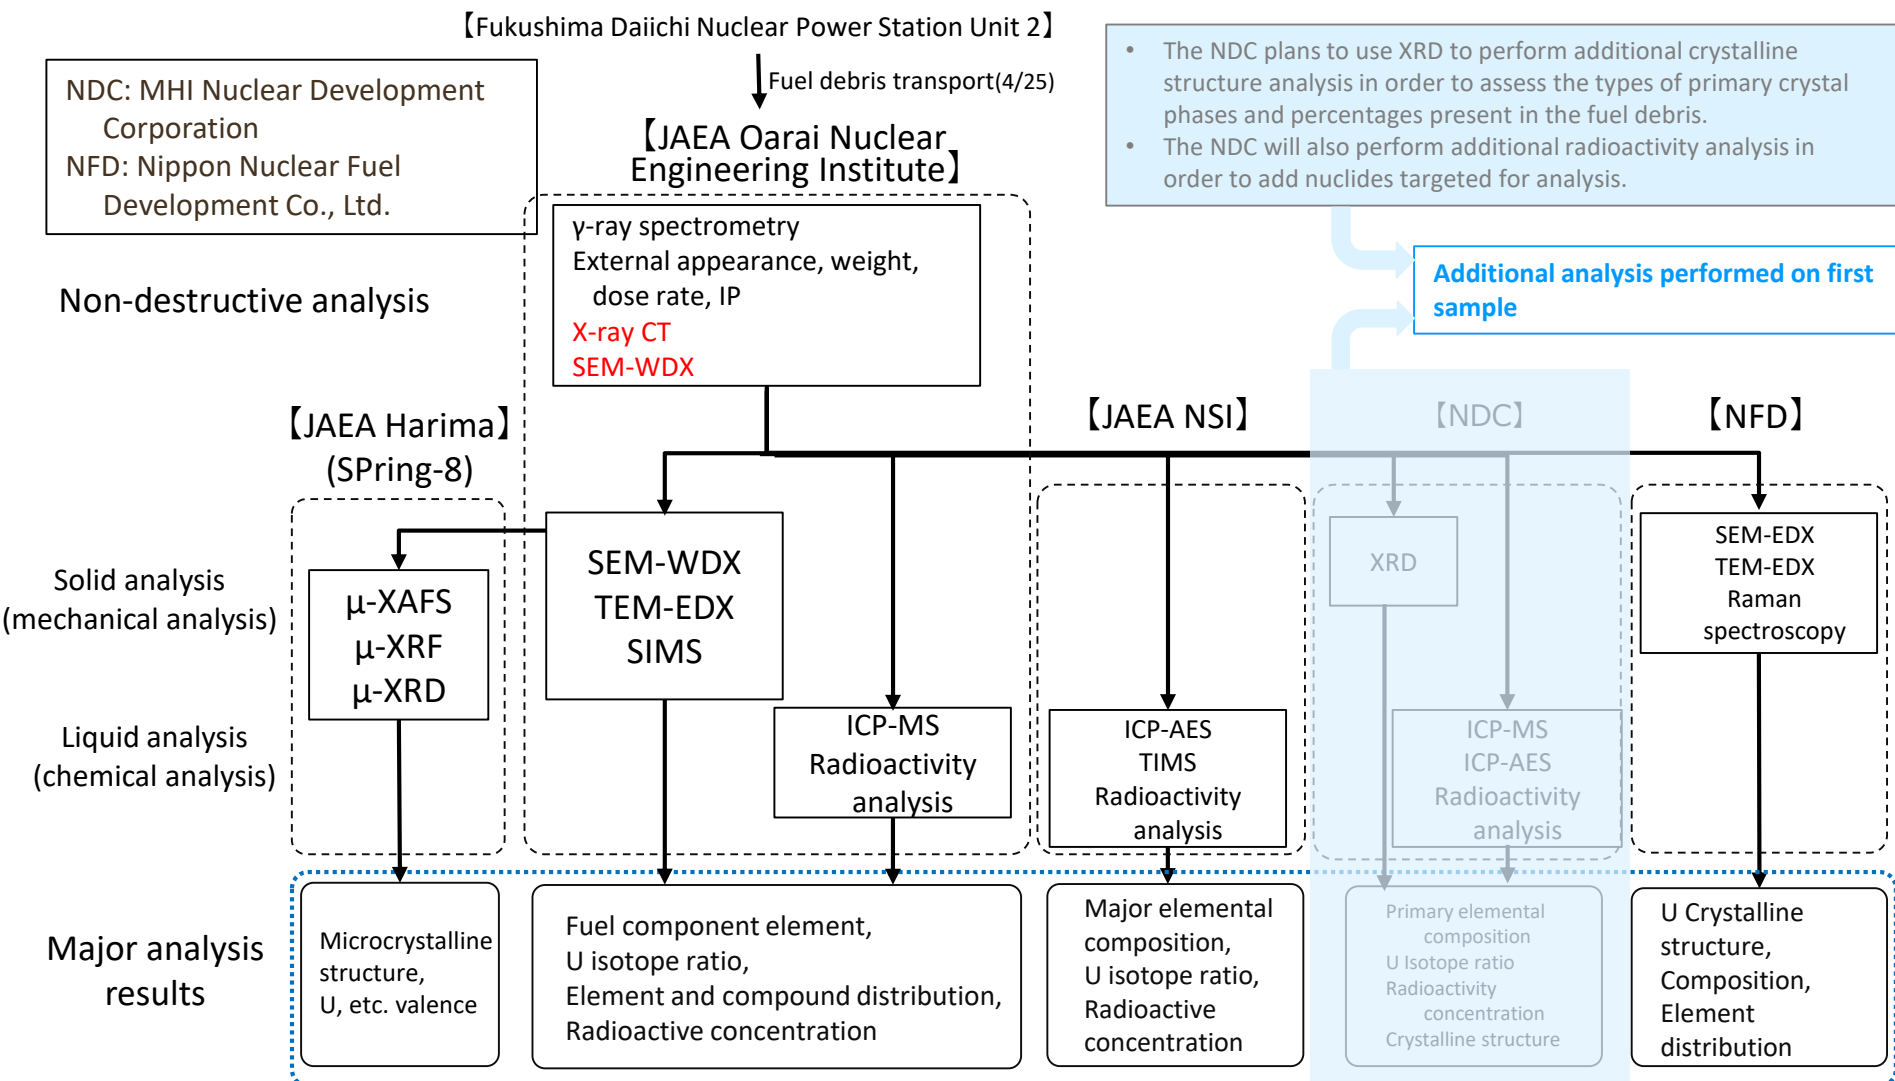 【Fukushima Daiichi Nuclear Power Station Unit 2】
Fuel debris transport(4/25)
NDC: MHI Nuclear Development
Corporation
NFD: Nippon Nuclear Fuel
Development Co., Ltd.
• The NDC plans to use XRD to perform additional crystalline
structure analysis in order to assess the types of primary crystal
phases and percentages present in the fuel debris.
• The NDC will also perform additional radioactivity analysis in
order to add nuclides targeted for analysis.
Additional analysis performed on first
sample
【JAEA Oarai Nuclear
Engineering Institute】
Non-destructive analysis
γ-ray spectrometry
External appearance, weight,
dose rate, IP
X-ray CT
SEM-WDX
【JAEA Harima】
(SPring-8)
【JAEA NSI】
【NDC】
【NFD】
Solid analysis
(mechanical analysis)
μ-XAFS
μ-XRF
μ-XRD
SEM-WDX
TEM-EDX
SIMS
XRD
SEM-EDX
TEM-EDX
Raman
spectroscopy
Liquid analysis
(chemical analysis)
ICP-MS
Radioactivity
analysis
ICP-AES
TIMS
Radioactivity
analysis
ICP-MS
ICP-AES
Radioactivity
analysis
Major analysis
results
Microcrystalline
structure,
U, etc. valence
Fuel component element,
U isotope ratio,
Element and compound distribution,
Radioactive concentration
Major elemental
composition,
U isotope ratio,
Radioactive
concentration
Primary elemental
composition
U Isotope ratio
Radioactivity
concentration
Crystalline structure
U Crystalline
structure,
Composition,
Element
distribution